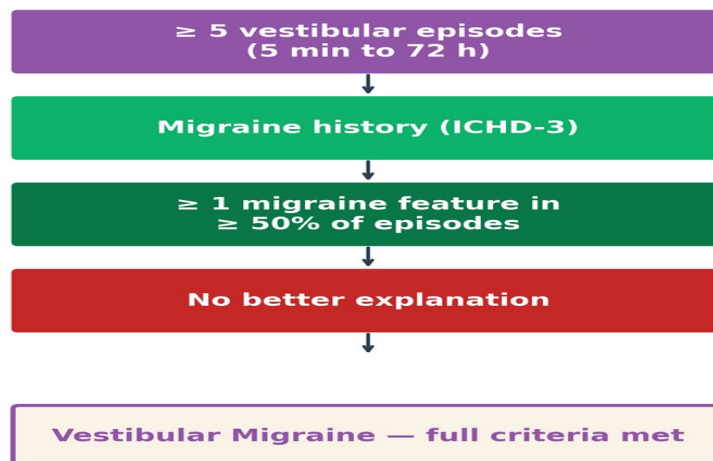 ≥ 5 vestibular episodes
(5 min to 72 h)
Migraine history (ICHD-3)
≥ 1 migraine feature in
≥ 50% of episodes
No better explanation
Vestibular Migraine — full criteria met